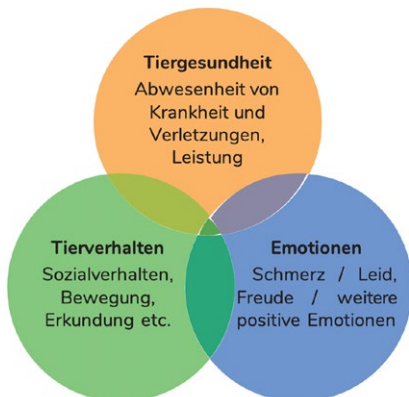 Tiergesundheit
Abwesenheit von
Krankheit und
Verletzungen,
Leistung
Tierverhalten
Sozialverhalten,
Bewegung,
Erkundung etc.
Emotionen
Schmerz / Leid,
Freude / weitere
positive Emotionen